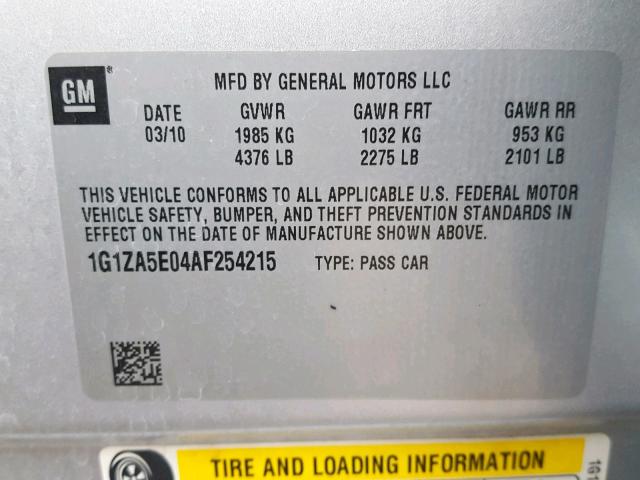 GM®
MFD BY GENERAL MOTORS LLC
DATE GVWR GAWR FRT GAWR RR
03/10 1985 KG 1032 KG 953 KG
4376 LB 2275 LB 2101 LB
THIS VEHICLE CONFORMS TO ALL APPLICABLE U.S. FEDERAL MOTOR
VEHICLE SAFETY, BUMPER, AND THEFT PREVENTION STANDARDS IN
EFFECT ON THE DATE OF MANUFACTURE SHOWN ABOVE.
1G1ZA5E04AF254215 TYPE: PASS CAR
TIRE AND LOADING INFORMATION
1G1